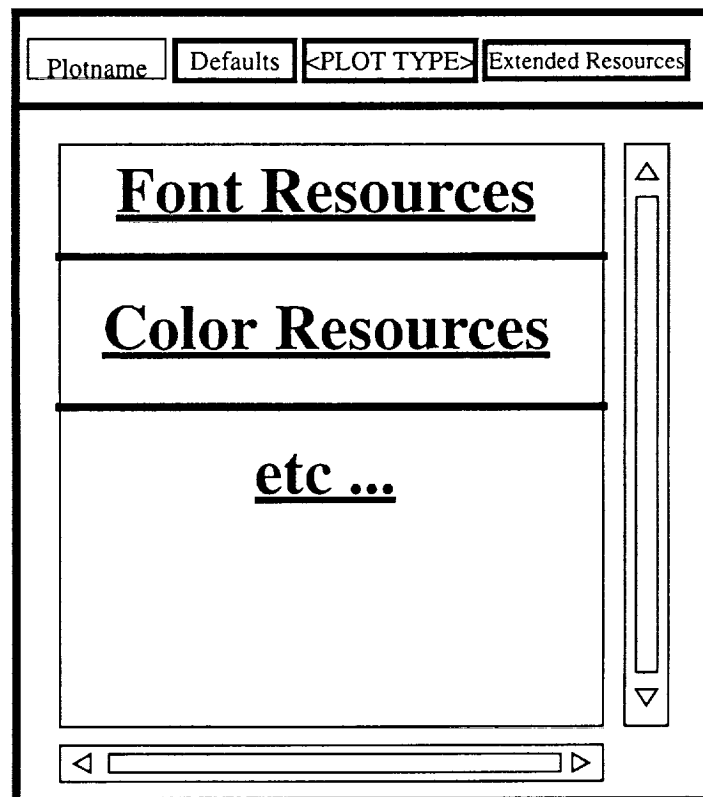 Plotname Defaults <PLOT TYPE> Extended Resources
Font Resources
Color Resources
etc ...